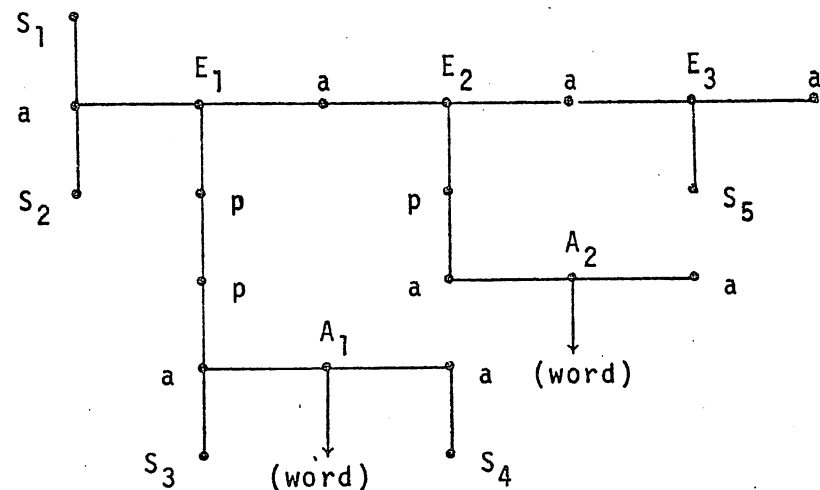 S1
E1 a E2 a E3 a
a
S2 p p S5
A2
p a a
A1
a a (word)
S3 (word) S4